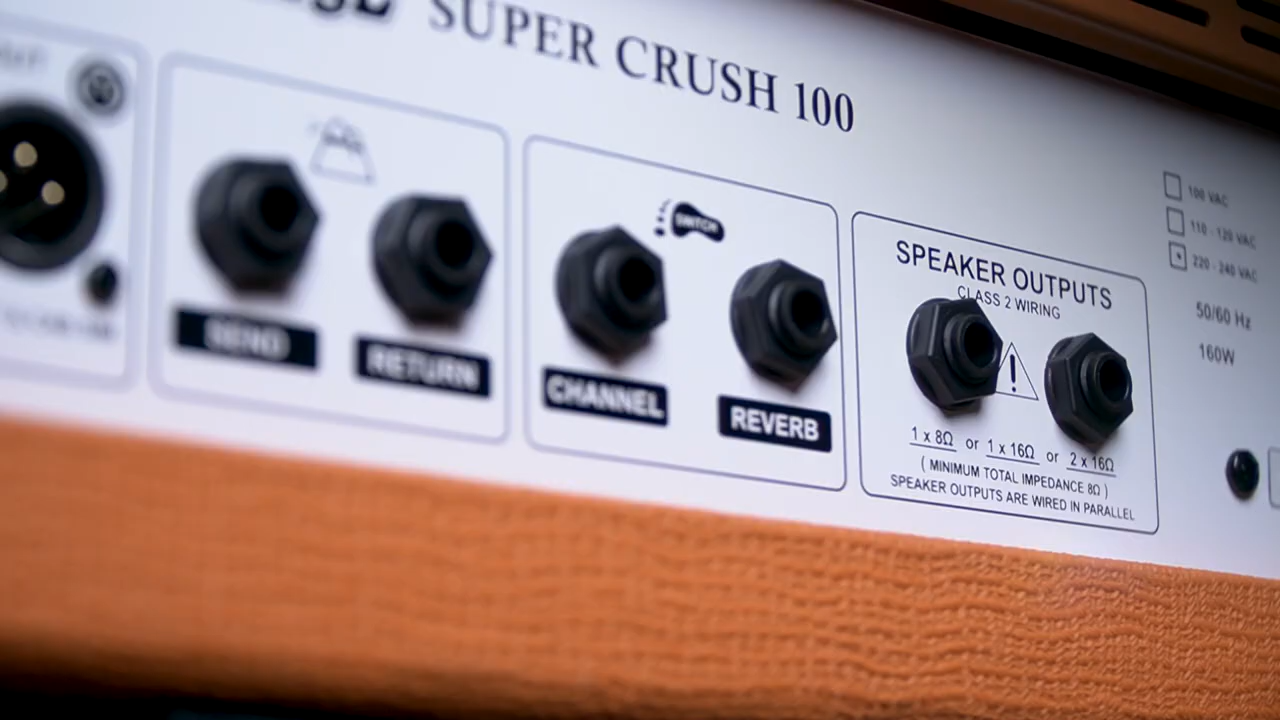 SUPER CRUSH 100
SEND
RETURN
SWITCH
CHANNEL
REVERB
SPEAKER OUTPUTS
CLASS 2 WIRING
!
1 x 8Ω or 1 x 16Ω or 2 x 16Ω
( MINIMUM TOTAL IMPEDANCE 8Ω )
SPEAKER OUTPUTS ARE WIRED IN PARALLEL
100 VAC
110 - 120 VAC
220 - 240 VAC
50/60 Hz
160W